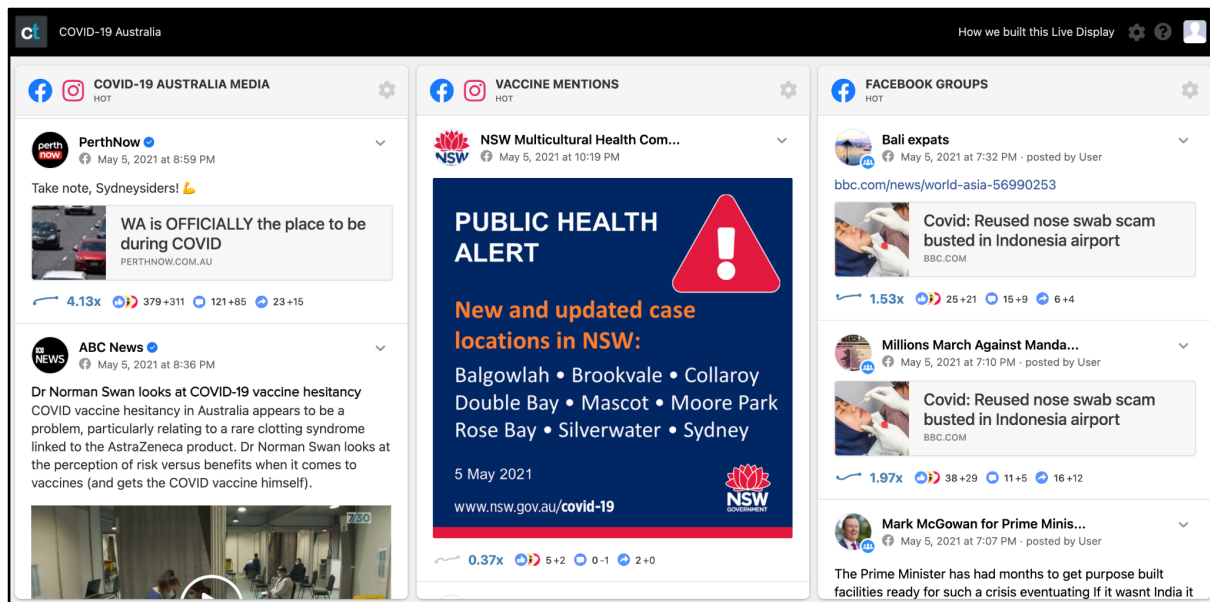 ct COVID-19 Australia
How we built this Live Display
COVID-19 AUSTRALIA MEDIA
HOT
perth
now
PerthNow
May 5, 2021 at 8:59 PM
Take note, Sydneysiders! 💪
WA is OFFICIALLY the place to be
during COVID
PERTHNOW.COM.AU
4.13x 379 +311 121 +85 23 +15
NEWS
ABC News
May 5, 2021 at 8:36 PM
Dr Norman Swan looks at COVID-19 vaccine hesitancy
COVID vaccine hesitancy in Australia appears to be a
problem, particularly relating to a rare clotting syndrome
linked to the AstraZeneca product. Dr Norman Swan looks at
the perception of risk versus benefits when it comes to
vaccines (and gets the COVID vaccine himself).
7:30
VACCINE MENTIONS
HOT
NSW
NSW Multicultural Health Com...
May 5, 2021 at 10:19 PM
PUBLIC HEALTH
ALERT
New and updated case
locations in NSW:
Balgowlah • Brookvale • Collaroy
Double Bay • Mascot • Moore Park
Rose Bay • Silverwater • Sydney
5 May 2021
www.nsw.gov.au/covid-19
NSW
GOVERNMENT
0.37x 5 +2 0 -1 2 +0
FACEBOOK GROUPS
HOT
Bali expats
May 5, 2021 at 7:32 PM · posted by User
bbc.com/news/world-asia-56990253
Covid: Reused nose swab scam
busted in Indonesia airport
BBC.COM
1.53x 25 +21 15 +9 6 +4
Millions March Against Manda...
May 5, 2021 at 7:10 PM · posted by User
Covid: Reused nose swab scam
busted in Indonesia airport
BBC.COM
1.97x 38 +29 11 +5 16 +12
Mark McGowan for Prime Minis...
May 5, 2021 at 7:07 PM · posted by User
The Prime Minister has had months to get purpose built
facilities ready for such a crisis eventuating If it wasnt India it